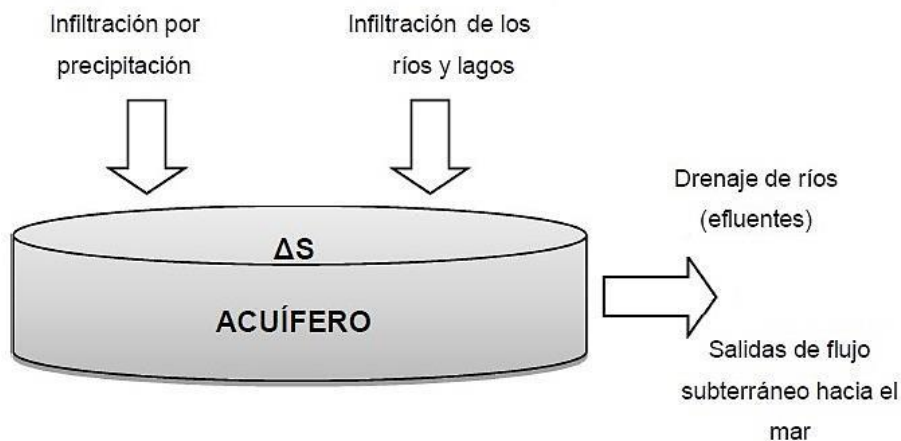 Infiltración por
precipitación
Infiltración de los
ríos y lagos
Drenaje de ríos
(efluentes)
ΔS
ACUÍFERO
Salidas de flujo
subterráneo hacia el
mar